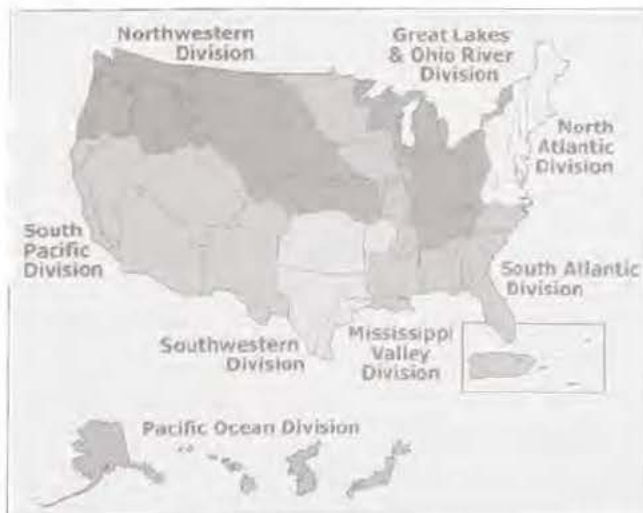 Northwestern
Division
Great Lakes
& Ohio River
Division
North
Atlantic
Division
South
Pacific
Division
South Atlantic
Division
Southwestern
Division
Mississippi
Valley
Division
Pacific Ocean Division